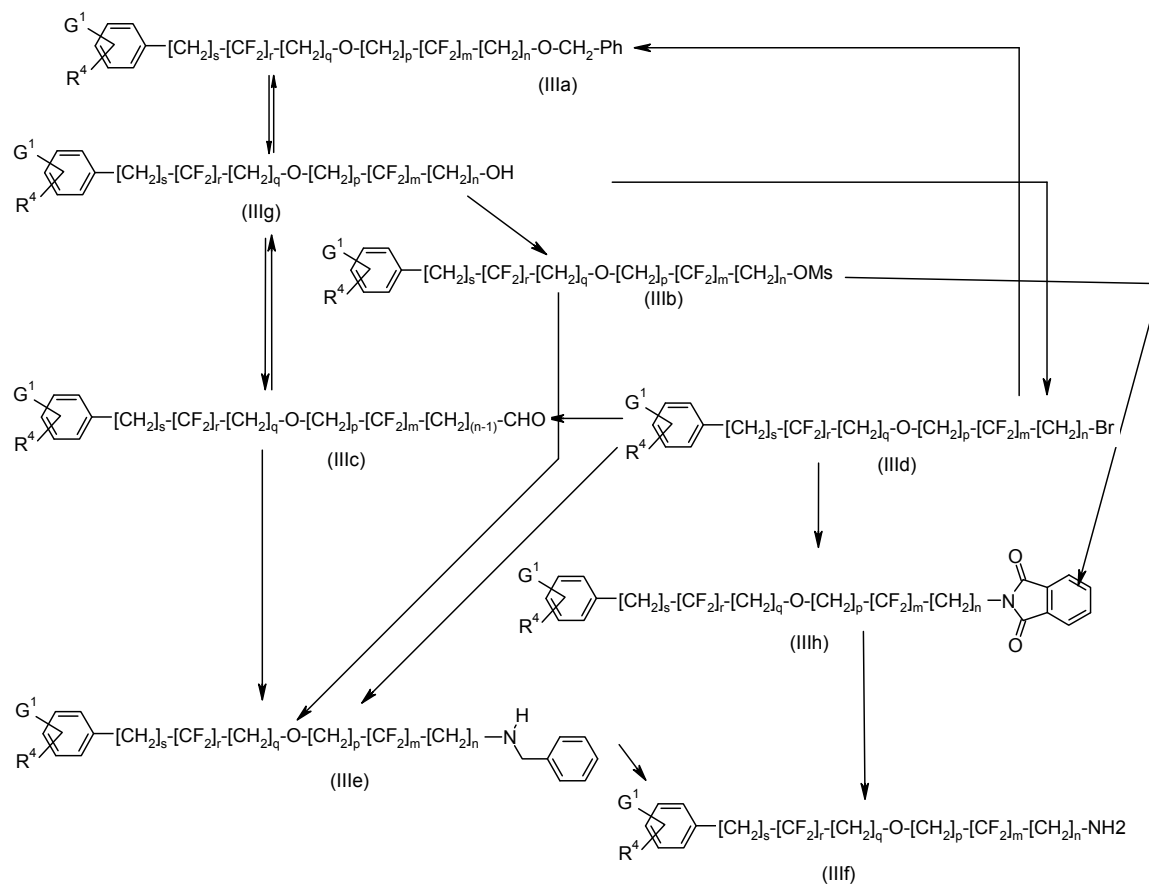 G¹
R⁴
[CH₂]ₛ-[CF₂]ᵣ-[CH₂]q-O-[CH₂]ₚ-[CF₂]ₘ-[CH₂]ₙ-O-CH₂-Ph
(IIIa)
G¹
R⁴
[CH₂]ₛ-[CF₂]ᵣ-[CH₂]q-O-[CH₂]ₚ-[CF₂]ₘ-[CH₂]ₙ-OH
(IIIg)
G¹
R⁴
[CH₂]ₛ-[CF₂]ᵣ-[CH₂]q-O-[CH₂]ₚ-[CF₂]ₘ-[CH₂]ₙ-OMs
(IIIb)
G¹
R⁴
[CH₂]ₛ-[CF₂]ᵣ-[CH₂]q-O-[CH₂]ₚ-[CF₂]ₘ-[CH₂]₍ₙ₋₁₎-CHO
(IIIc)
G¹
R⁴
[CH₂]ₛ-[CF₂]ᵣ-[CH₂]q-O-[CH₂]ₚ-[CF₂]ₘ-[CH₂]ₙ-Br
(IIId)
G¹
R⁴
[CH₂]ₛ-[CF₂]ᵣ-[CH₂]q-O-[CH₂]ₚ-[CF₂]ₘ-[CH₂]ₙ
O
N
O
(IIIh)
G¹
R⁴
[CH₂]ₛ-[CF₂]ᵣ-[CH₂]q-O-[CH₂]ₚ-[CF₂]ₘ-[CH₂]ₙ
H
N
(IIIe)
G¹
R⁴
[CH₂]ₛ-[CF₂]ᵣ-[CH₂]q-O-[CH₂]ₚ-[CF₂]ₘ-[CH₂]ₙ-NH2
(IIIf)